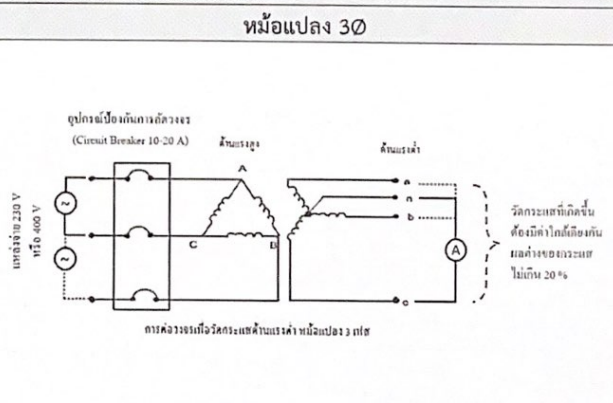 หม้อแปลง 3Ø
อุปกรณ์ป้องกันการลัดวงจร
(Circuit Breaker 10-20 A)
ด้านแรงสูง
ด้านแรงต่ำ
A
C
B
a
n
b
c
A
แหล่งจ่าย 230 V
หรือ 400 V
วัดกระแสที่เกิดขึ้น
ต้องมีค่าใกล้เคียงกัน
ผลต่างของกระแส
ไม่เกิน 20 %
การต่อวงจรเพื่อวัดกระแสด้านแรงต่ำ หม้อแปลง 3 เฟส